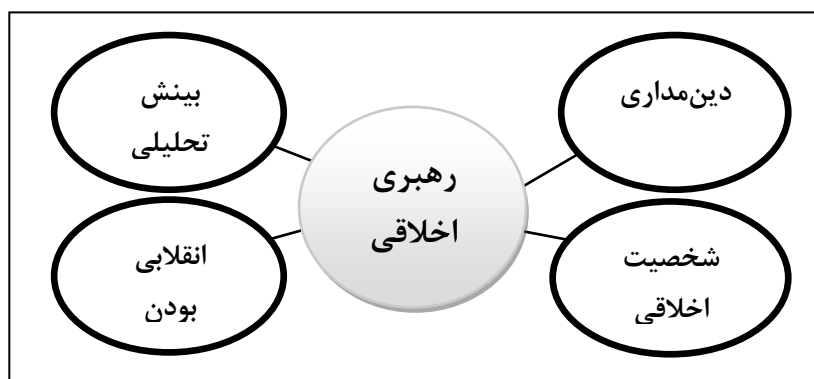 دین‌مداری
بینش
تحلیلی
رهبری
اخلاقی
شخصیت
اخلاقی
انقلابی
بودن